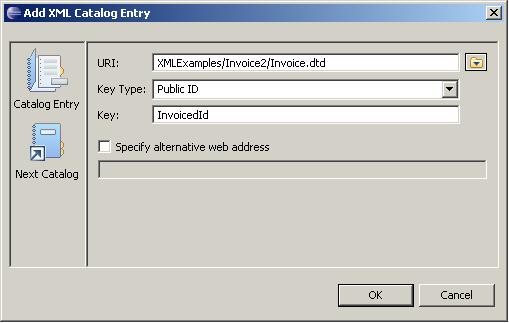 Add XML Catalog Entry
Catalog Entry
Next Catalog
URI: XMLExamples/Invoice2/Invoice.dtd
Key Type: Public ID
Key: InvoicedId
Specify alternative web address
OK Cancel